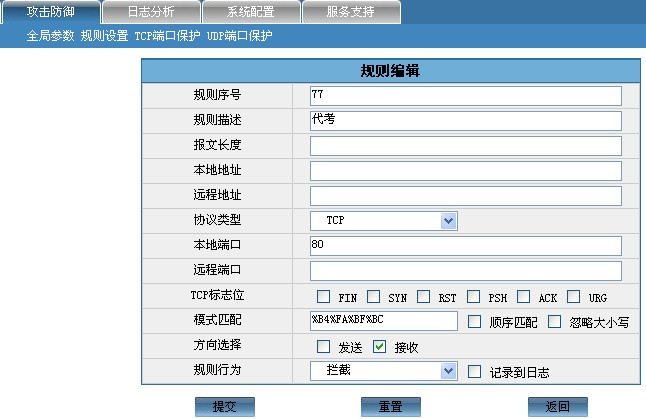 攻击防御 日志分析 系统配置 服务支持
全局参数 规则设置 TCP端口保护 UDP端口保护
规则编辑
规则序号 77
规则描述 代考
报文长度
本地地址
远程地址
协议类型 TCP
本地端口 80
远程端口
TCP标志位 FIN SYN RST PSH ACK URG
模式匹配 %B4%FA%BF%BC 顺序匹配 忽略大小写
方向选择 发送 接收
规则行为 拦截 记录到日志
提交 重置 返回